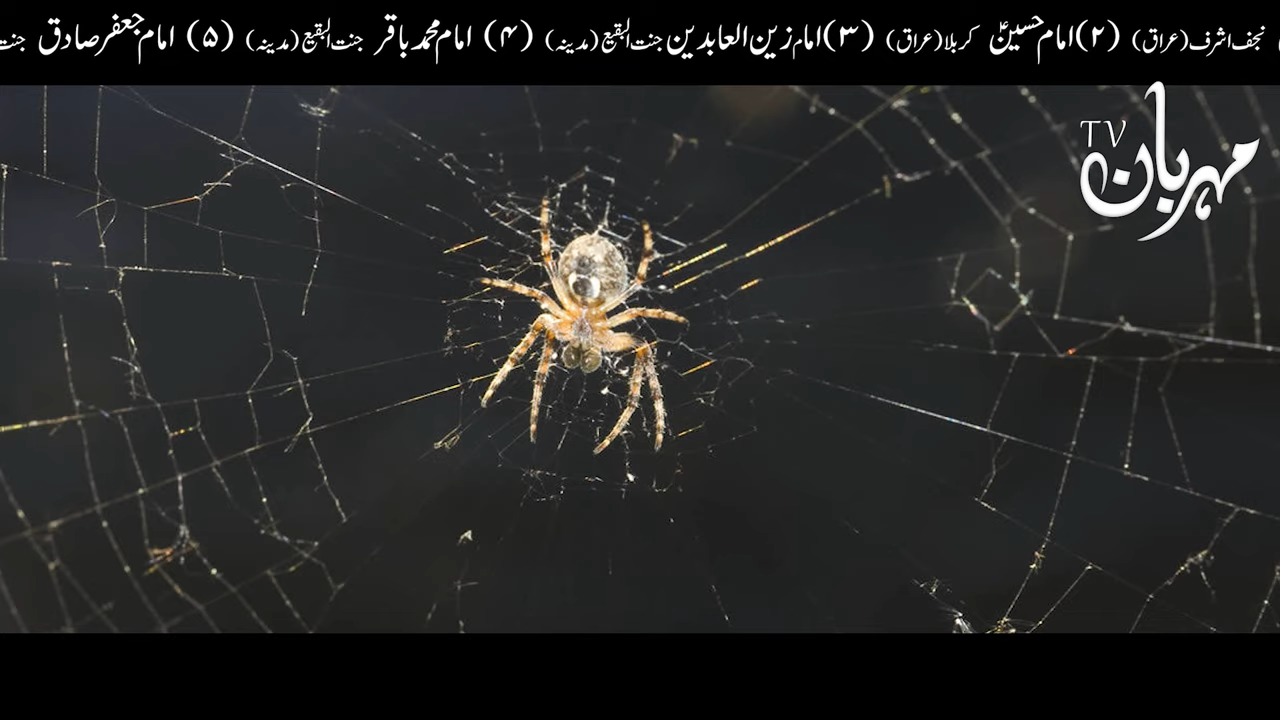 نجف اشرف (عراق) (۲) امام حسینؑ کربلا (عراق) (۳) امام زین العابدین جنت البقیع (مدینہ) (۴) امام محمد باقر جنت البقیع (مدینہ) (۵) امام جعفر صادق جنت
مہربان TV